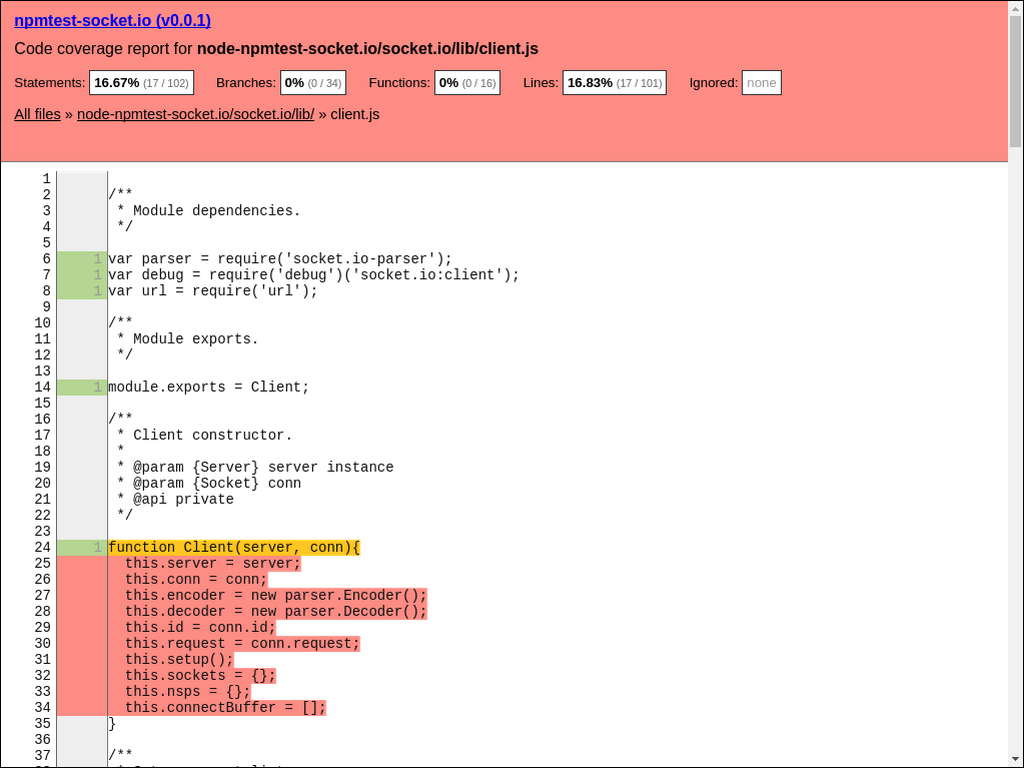 npmtest-socket.io (v0.0.1)
Code coverage report for node-npmtest-socket.io/socket.io/lib/client.js
Statements: 16.67% (17 / 102) Branches: 0% (0 / 34) Functions: 0% (0 / 16) Lines: 16.83% (17 / 101) Ignored: none
All files » node-npmtest-socket.io/socket.io/lib/ » client.js
1
2 /**
3  * Module dependencies.
4  */
5
6 1 var parser = require('socket.io-parser');
7 1 var debug = require('debug')('socket.io:client');
8 1 var url = require('url');
9
10 /**
11  * Module exports.
12  */
13
14 1 module.exports = Client;
15
16 /**
17  * Client constructor.
18  *
19  * @param {Server} server instance
20  * @param {Socket} conn
21  * @api private
22  */
23
24 1 function Client(server, conn){
25   this.server = server;
26   this.conn = conn;
27   this.encoder = new parser.Encoder();
28   this.decoder = new parser.Decoder();
29   this.id = conn.id;
30   this.request = conn.request;
31   this.setup();
32   this.sockets = {};
33   this.nsps = {};
34   this.connectBuffer = [];
35 }
36
37 /**